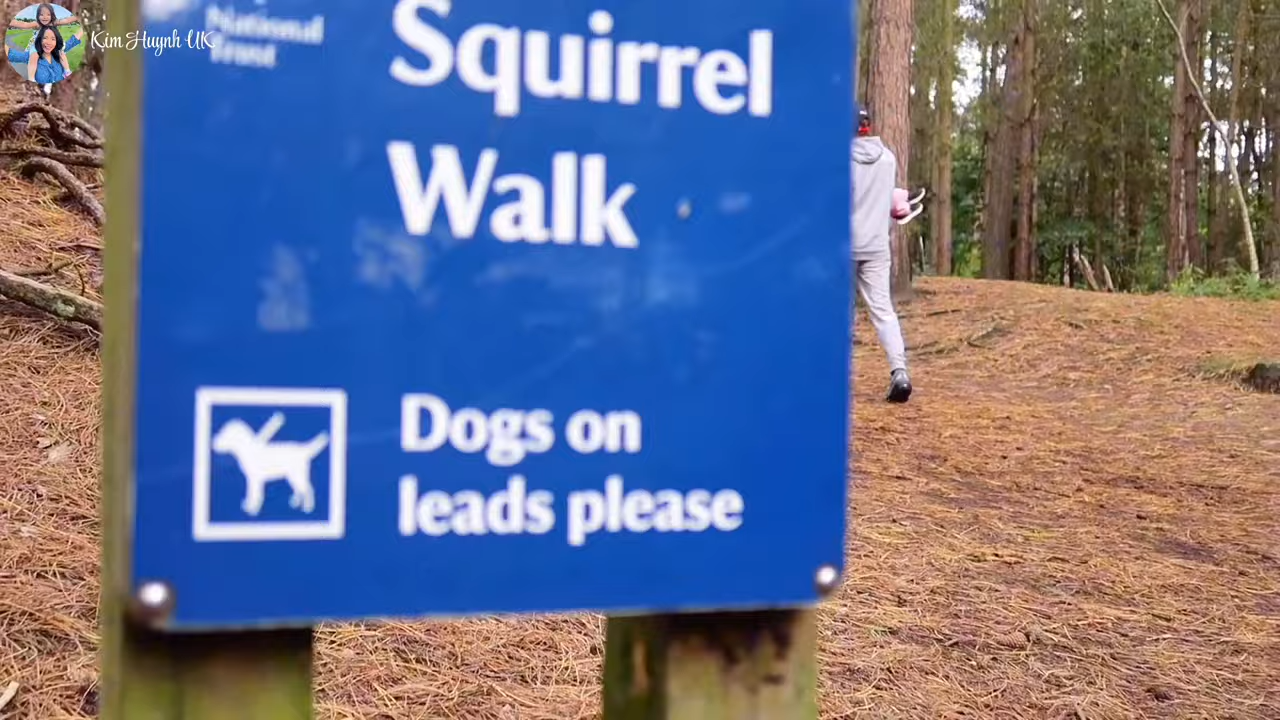 Kim Huynh UK
National
Trust
Squirrel
Walk
Dogs on
leads please